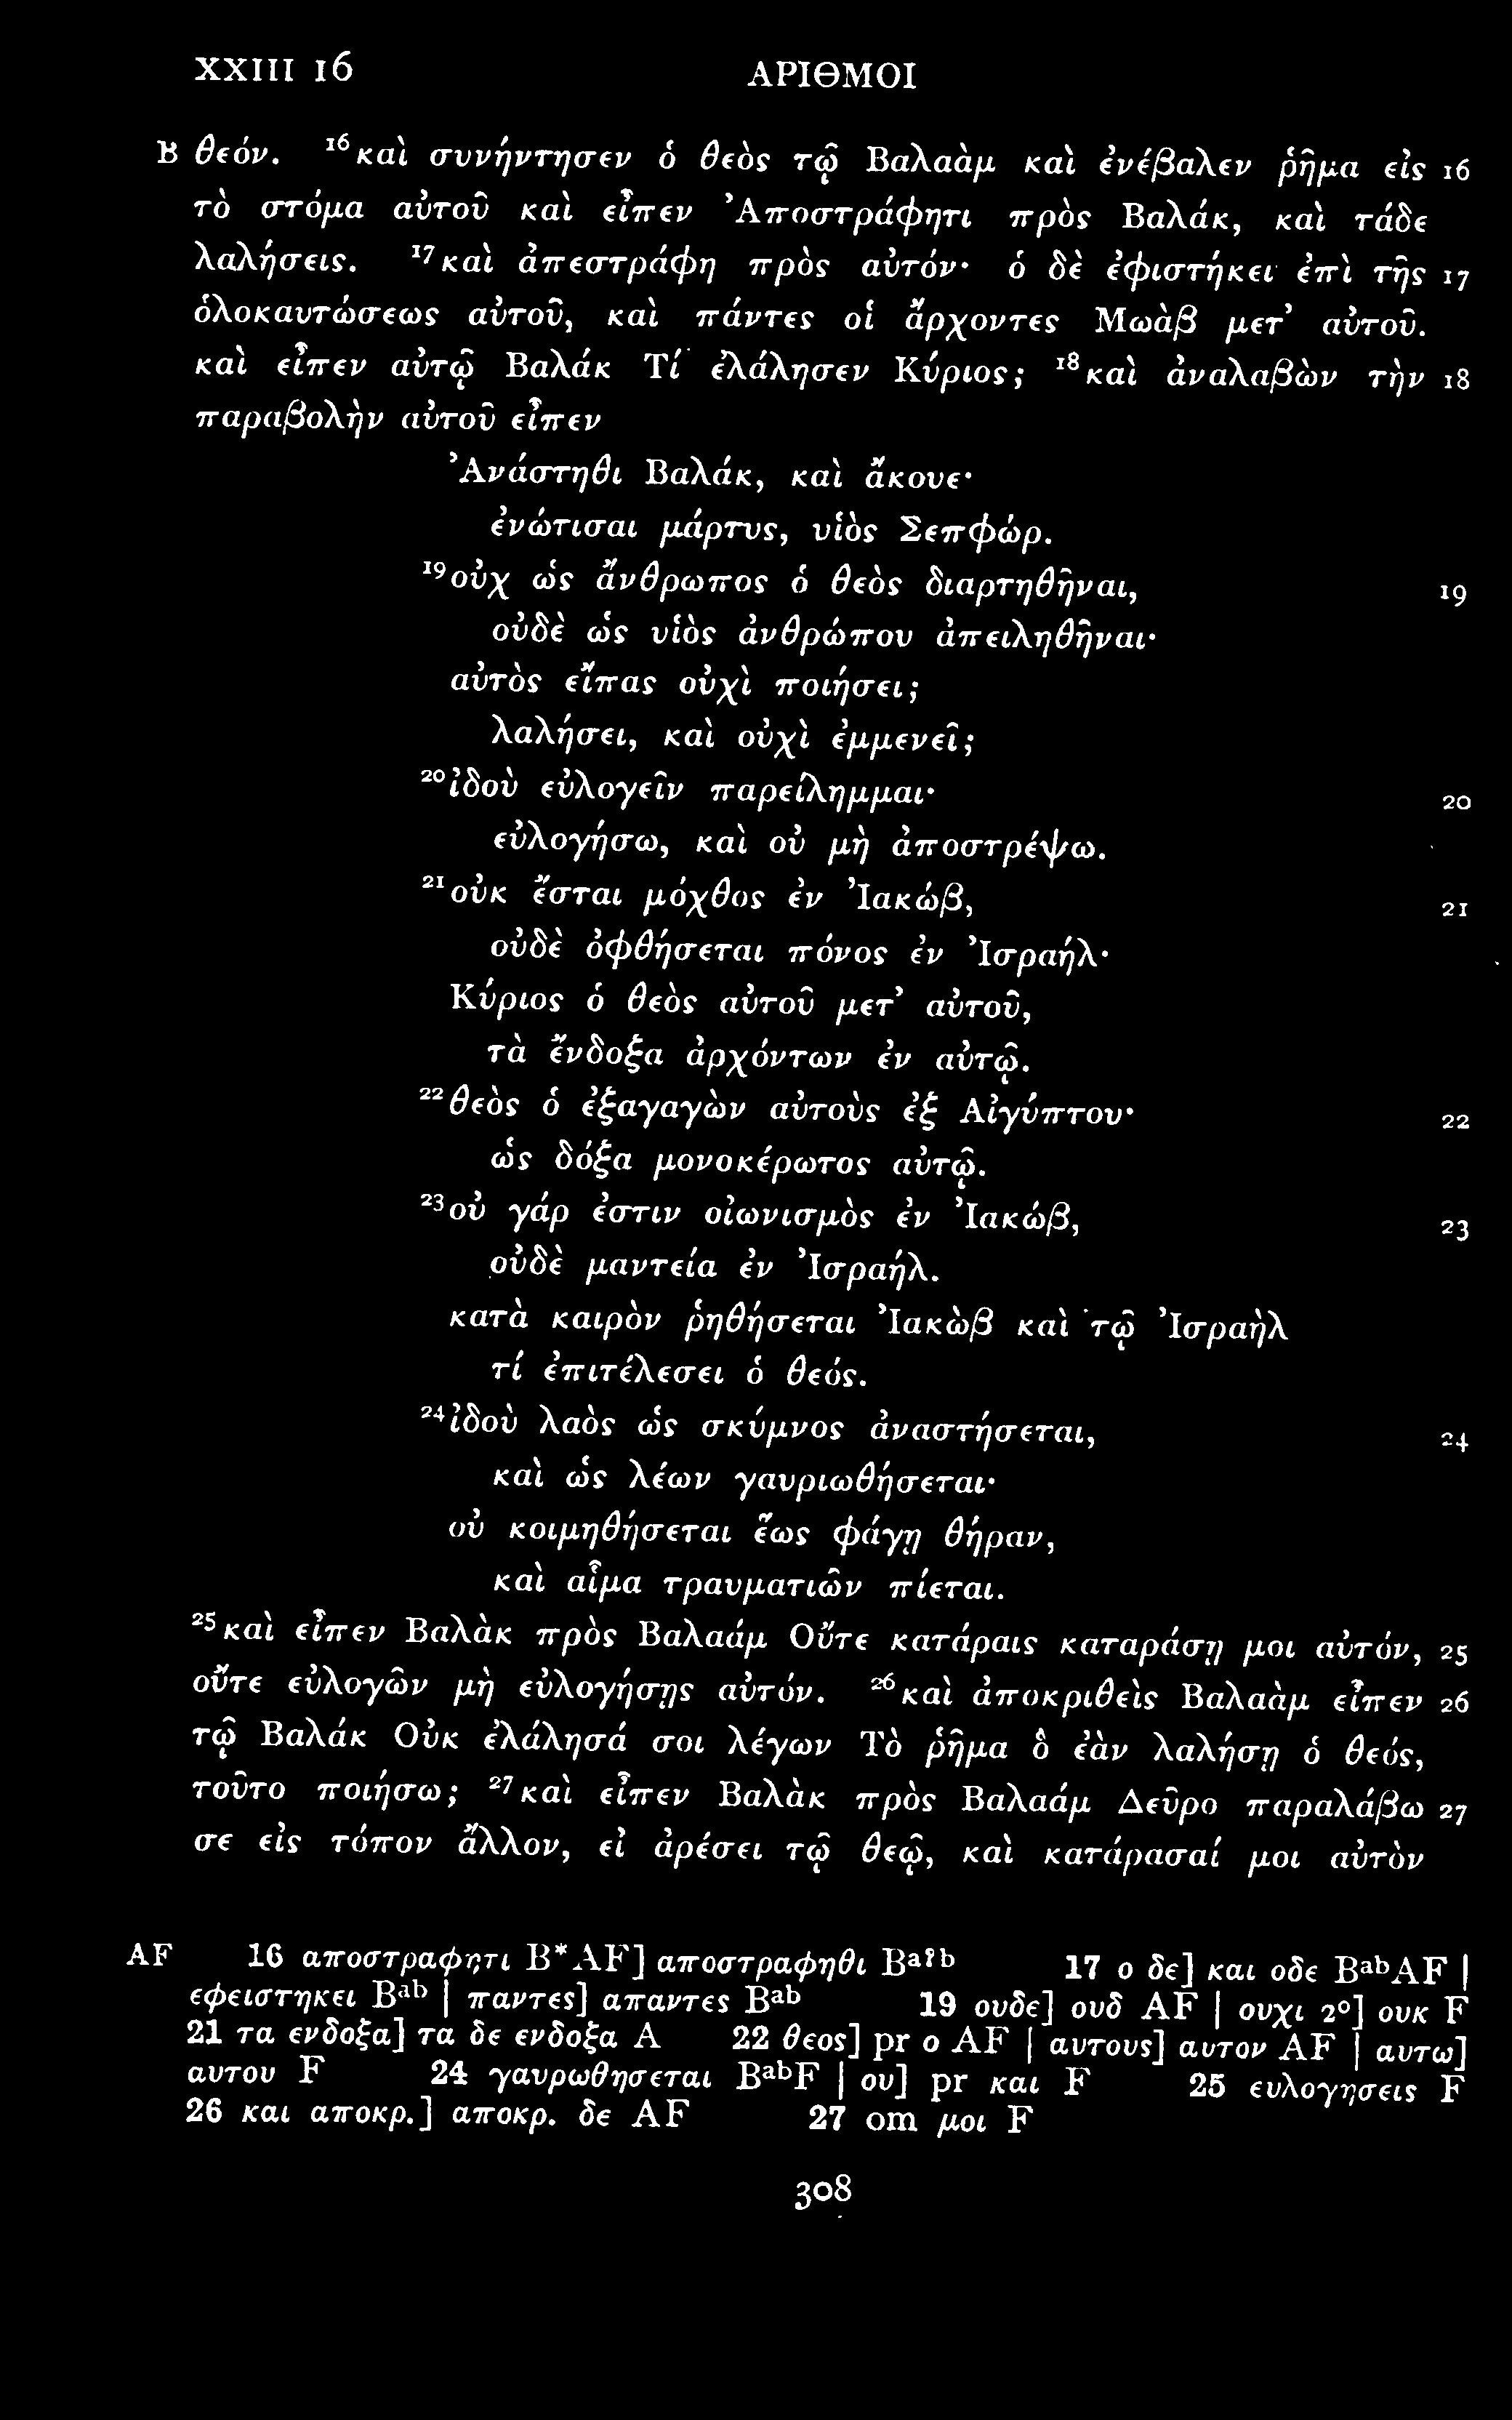 XXIII 16 ΑΡΙΘΜΟΙ
B θεόν. ¹⁶καὶ συνήντησεν ὁ θεὸς τῷ Βαλαὰμ καὶ ἐνέβαλεν ῥῆμα εἰς 16
τὸ στόμα αὐτοῦ καὶ εἶπεν Ἀποστράφητι πρὸς Βαλάκ, καὶ τάδε
λαλήσεις. ¹⁷καὶ ἀπεστράφη πρὸς αὐτόν· ὁ δὲ ἐφιστήκει ἐπὶ τῆς 17
ὁλοκαυτώσεως αὐτοῦ, καὶ πάντες οἱ ἄρχοντες Μωὰβ μετ’ αὐτοῦ.
καὶ εἶπεν αὐτῷ Βαλάκ Τί ἐλάλησεν Κύριος; ¹⁸καὶ ἀναλαβὼν τὴν 18
παραβολὴν αὐτοῦ εἶπεν
Ἀνάστηθι Βαλάκ, καὶ ἄκουε·
ἐνώτισαι μάρτυς, υἱὸς Σεπφώρ.
¹⁹οὐχ ὡς ἄνθρωπος ὁ θεὸς διαρτηθῆναι, 19
οὐδὲ ὡς υἱὸς ἀνθρώπου ἀπειληθῆναι·
αὐτὸς εἴπας οὐχὶ ποιήσει;
λαλήσει, καὶ οὐχὶ ἐμμενεῖ;
²⁰ἰδοὺ εὐλογεῖν παρείλημμαι· 20
εὐλογήσω, καὶ οὐ μὴ ἀποστρέψω.
²¹οὐκ ἔσται μόχθος ἐν Ἰακώβ, 21
οὐδὲ ὀφθήσεται πόνος ἐν Ἰσραήλ·
Κύριος ὁ θεὸς αὐτοῦ μετ’ αὐτοῦ,
τὰ ἔνδοξα ἀρχόντων ἐν αὐτῷ.
²²θεὸς ὁ ἐξαγαγὼν αὐτοὺς ἐξ Αἰγύπτου· 22
ὡς δόξα μονοκέρωτος αὐτῷ.
²³οὐ γάρ ἐστιν οἰωνισμὸς ἐν Ἰακώβ, 23
οὐδὲ μαντεία ἐν Ἰσραήλ.
κατὰ καιρὸν ῥηθήσεται Ἰακὼβ καὶ τῷ Ἰσραὴλ
τί ἐπιτέλεσει ὁ θεός.
²⁴ἰδοὺ λαὸς ὡς σκύμνος ἀναστήσεται, 24
καὶ ὡς λέων γαυριωθήσεται·
οὐ κοιμηθήσεται ἕως φάγῃ θήραν,
καὶ αἷμα τραυματιῶν πίεται.
²⁵καὶ εἶπεν Βαλὰκ πρὸς Βαλαάμ Οὔτε κατάραις καταράσῃ μοι αὐτόν, 25
οὔτε εὐλογῶν μὴ εὐλογήσῃς αὐτόν. ²⁶καὶ ἀποκριθεὶς Βαλαὰμ εἶπεν 26
τῷ Βαλάκ Οὐκ ἐλάλησά σοι λέγων Τὸ ῥῆμα ὃ ἐὰν λαλήσῃ ὁ θεός,
τοῦτο ποιήσω; ²⁷καὶ εἶπεν Βαλὰκ πρὸς Βαλαάμ Δεῦρο παραλάβω 27
σε εἰς τόπον ἄλλον, εἰ ἀρέσει τῷ θεῷ, καὶ κατάρασαί μοι αὐτὸν
AF 16 αποστραφητι B*AF] αποστραφηθι Bᵃ?ᵇ 17 ο δε] και οδε BᵃᵇAF |
εφειστηκει Bᵃᵇ | παντες] απαντες Bᵃᵇ 19 ουδε] ουδ AF | ουχι 2°] ουκ F
21 τα ενδοξα] τα δε ενδοξα A 22 θεος] pr ο AF | αυτους] αυτον AF | αυτω]
αυτου F 24 γαυρωθησεται BᵃᵇF | ου] pr και F 25 ευλογησεις F
26 και αποκρ.] αποκρ. δε AF 27 om μοι F
308